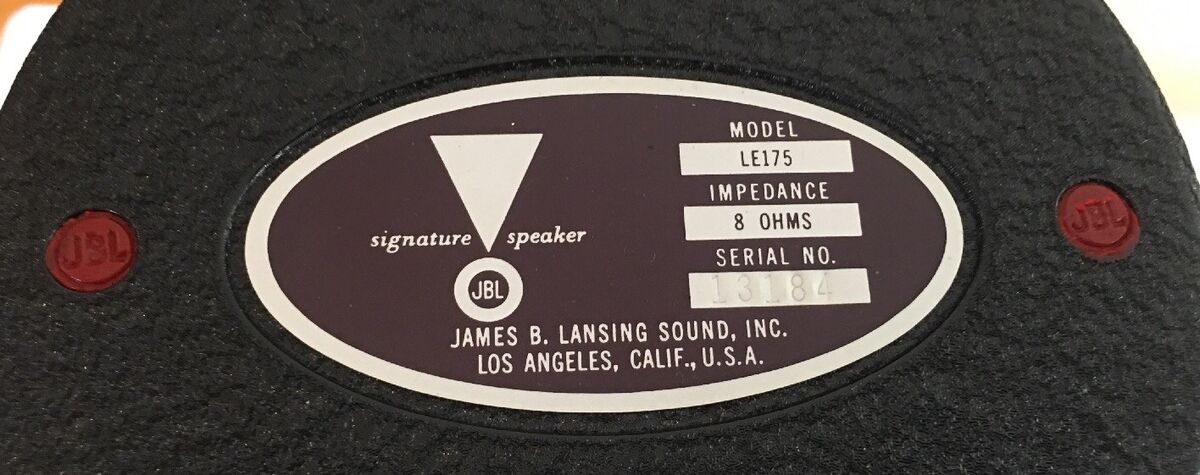 MODEL
LE175
IMPEDANCE
8 OHMS
SERIAL NO.
13184
signature speaker
JBL
JAMES B. LANSING SOUND, INC.
LOS ANGELES, CALIF., U.S.A.
JBL
JBL